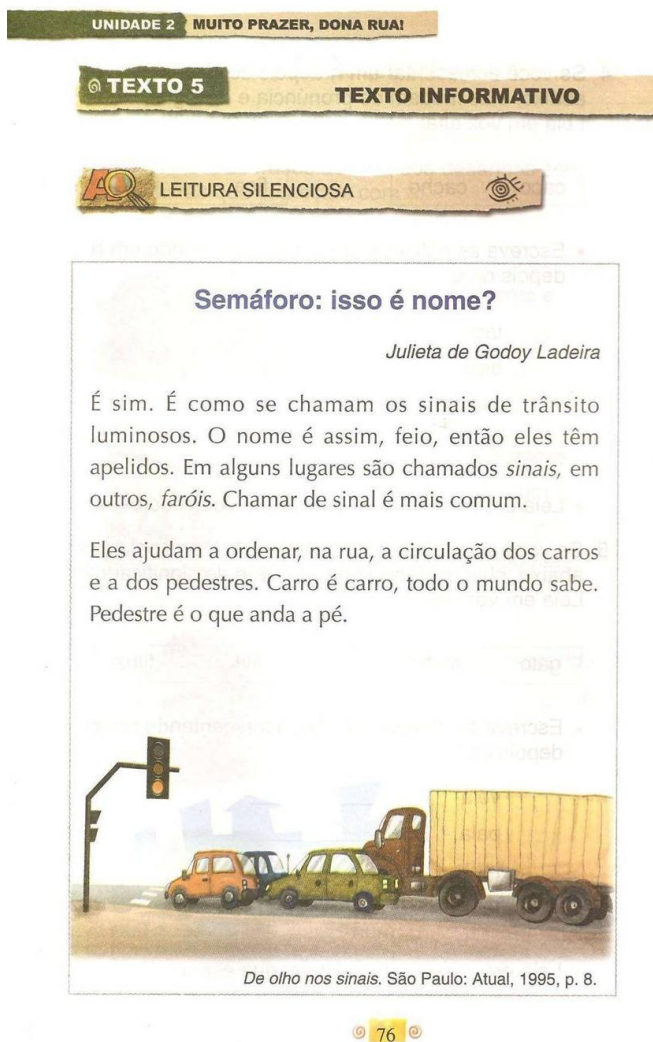 UNIDADE 2 MUITO PRAZER, DONA RUA!
TEXTO 5 TEXTO INFORMATIVO
LEITURA SILENCIOSA
Semáforo: isso é nome?
Julieta de Godoy Ladeira
É sim. É como se chamam os sinais de trânsito
luminosos. O nome é assim, feio, então eles têm
apelidos. Em alguns lugares são chamados sinais, em
outros, faróis. Chamar de sinal é mais comum.
Eles ajudam a ordenar, na rua, a circulação dos carros
e a dos pedestres. Carro é carro, todo o mundo sabe.
Pedestre é o que anda a pé.
De olho nos sinais. São Paulo: Atual, 1995, p. 8.
76